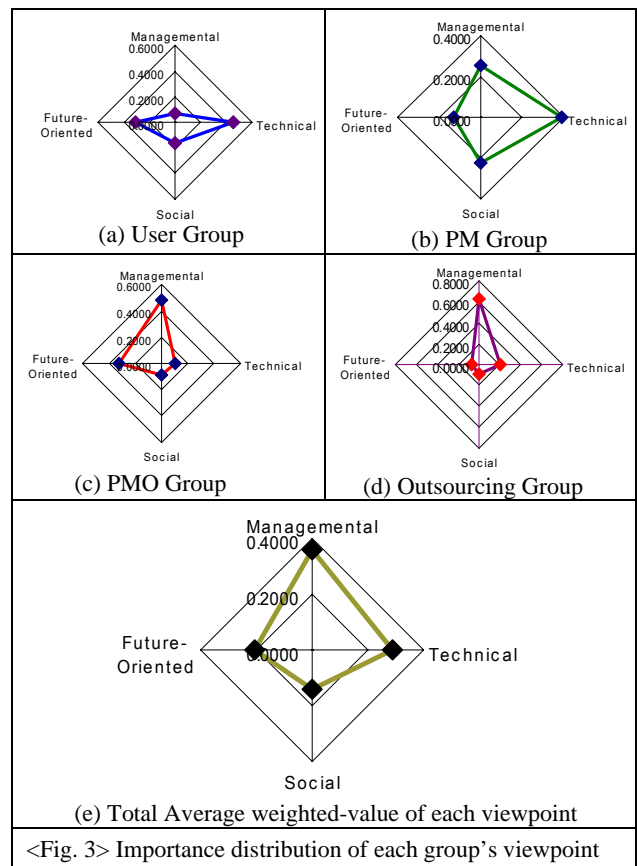 Managemental
0.6000
0.4000
0.2000
0.0000
Future-
Oriented
Technical
Social
(a) User Group
Managemental
0.4000
0.2000
0.0000
Future-
Oriented
Technical
Social
(b) PM Group
Managemental
0.6000
0.4000
0.2000
0.0000
Future-
Oriented
Technical
Social
(c) PMO Group
Managemental
0.8000
0.6000
0.4000
0.2000
0.0000
Future-
Oriented
Technical
Social
(d) Outsourcing Group
Managemental
0.4000
0.2000
0.0000
Future-
Oriented
Technical
Social
(e) Total Average weighted-value of each viewpoint
<Fig. 3> Importance distribution of each group's viewpoint